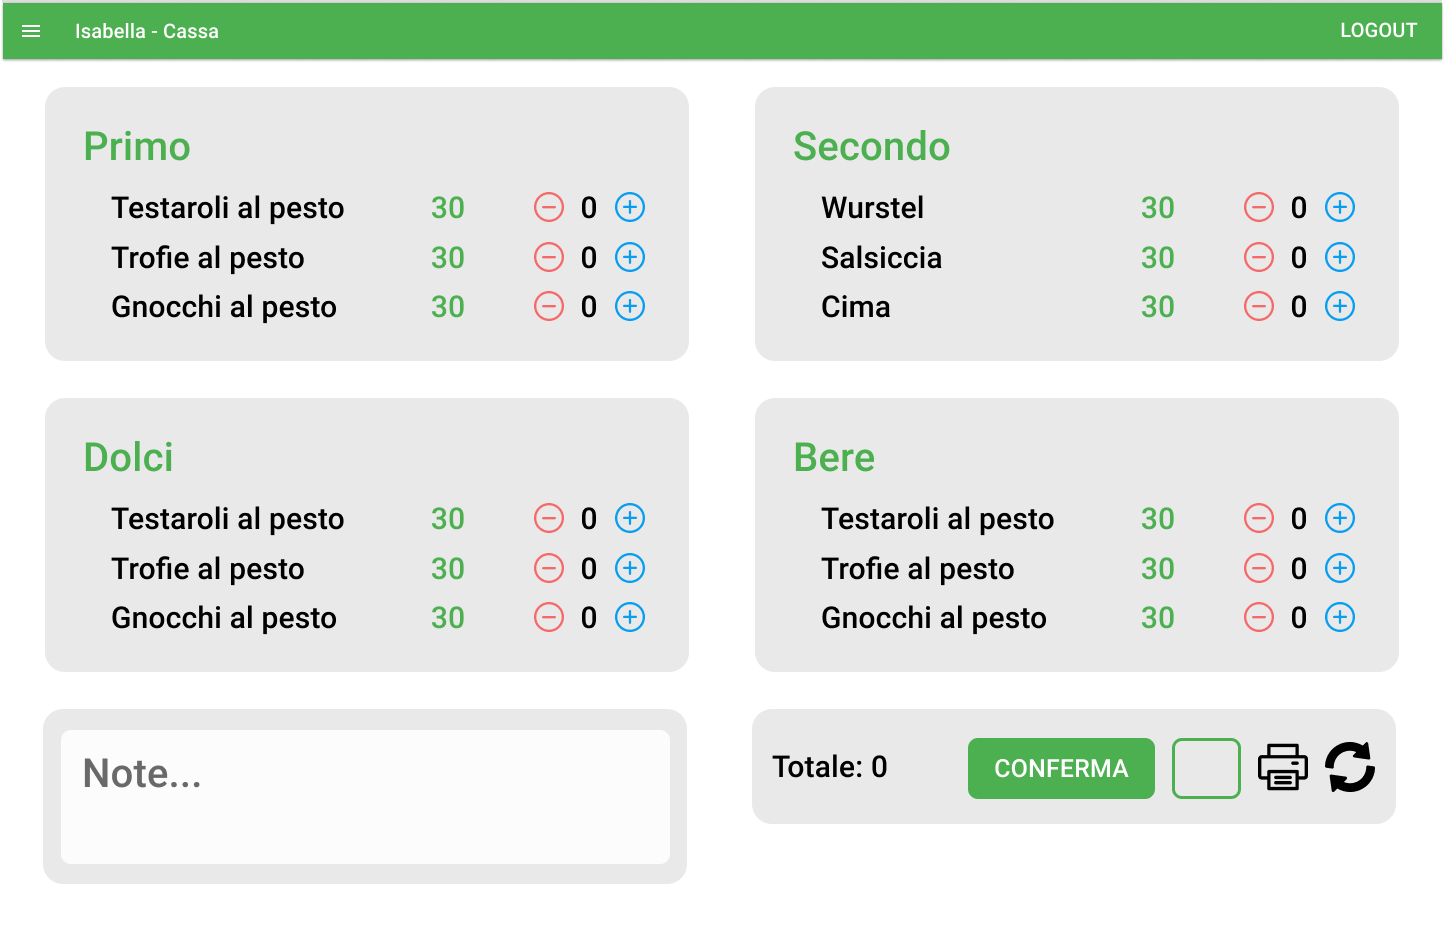 Isabella - Cassa
LOGOUT
Primo
Testaroli al pesto 30 0
Trofie al pesto 30 0
Gnocchi al pesto 30 0
Secondo
Wurstel 30 0
Salsiccia 30 0
Cima 30 0
Dolci
Testaroli al pesto 30 0
Trofie al pesto 30 0
Gnocchi al pesto 30 0
Bere
Testaroli al pesto 30 0
Trofie al pesto 30 0
Gnocchi al pesto 30 0
Note...
Totale: 0
CONFERMA